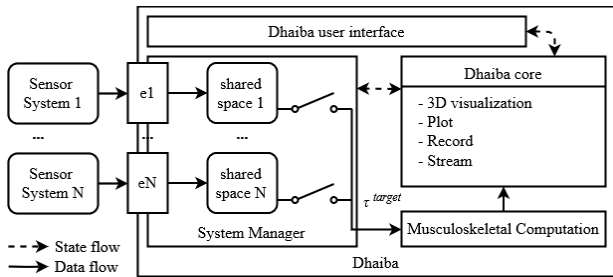 Dhaiba user interface
Sensor
System 1
e1
shared
space 1
Dhaiba core
- 3D visualization
- Plot
- Record
- Stream
...
...
Sensor
System N
eN
shared
space N
τ target
System Manager
Musculoskeletal Computation
State flow
Data flow
Dhaiba